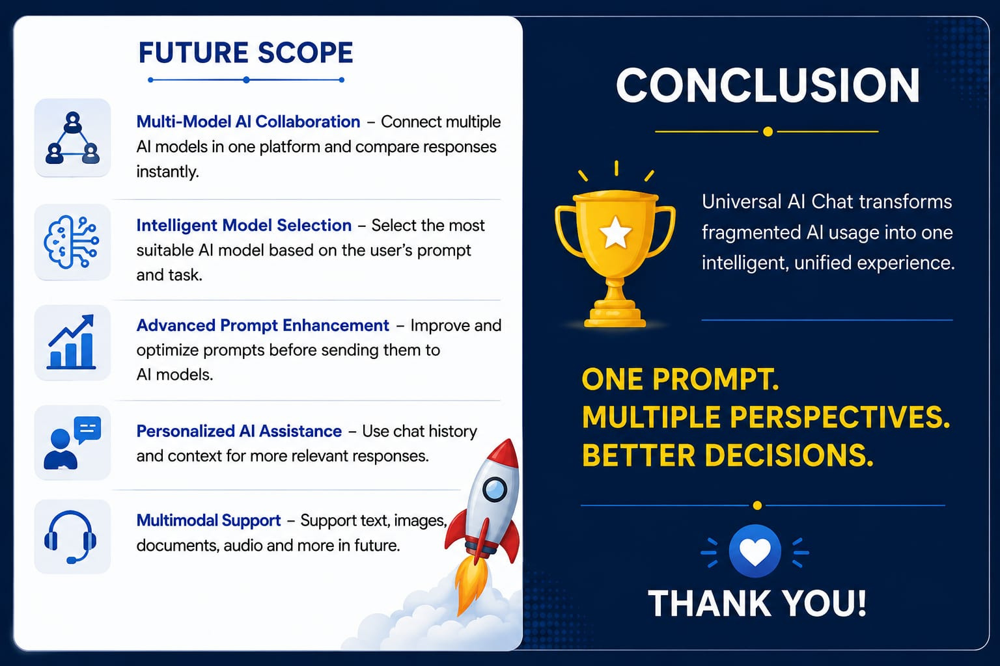 FUTURE SCOPE
Multi-Model AI Collaboration – Connect multiple
AI models in one platform and compare responses
instantly.
Intelligent Model Selection – Select the most
suitable AI model based on the user’s prompt
and task.
Advanced Prompt Enhancement – Improve and
optimize prompts before sending them to
AI models.
Personalized AI Assistance – Use chat history
and context for more relevant responses.
Multimodal Support – Support text, images,
documents, audio and more in future.
CONCLUSION
Universal AI Chat transforms
fragmented AI usage into one
intelligent, unified experience.
ONE PROMPT.
MULTIPLE PERSPECTIVES.
BETTER DECISIONS.
THANK YOU!